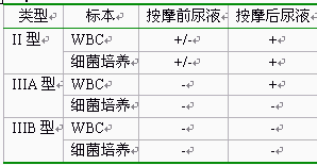 类型 标本 按摩前尿液 按摩后尿液
II 型 WBC +/- +
细菌培养 +/- +
IIIA 型 WBC - +
细菌培养 - -
IIIB 型 WBC - -
细菌培养 - -